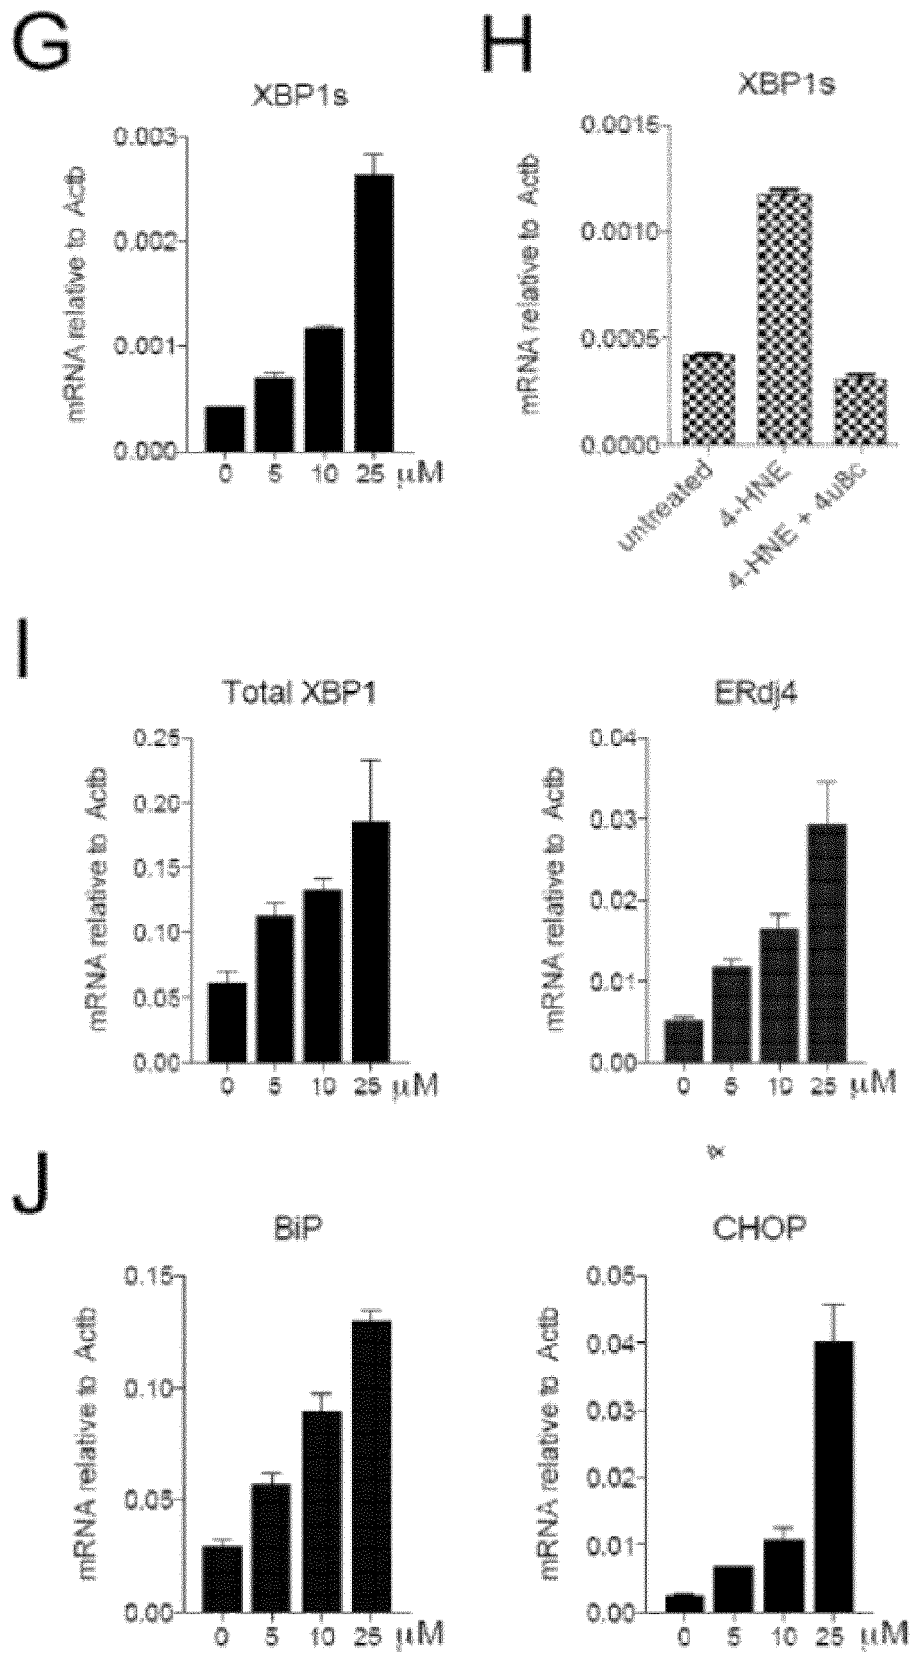 G
XBP1s
mRNA relative to Actb
0.003
0.002
0.001
0.000
0 5 10 25 µM
H
XBP1s
mRNA relative to Actb
0.0015
0.0010
0.0005
0.0000
untreated
4-HNE
4-HNE + 4u8c
I
Total XBP1
mRNA relative to Actb
0.25
0.20
0.15
0.10
0.05
0.00
0 5 10 25 µM
ERdj4
mRNA relative to Actb
0.04
0.03
0.02
0.01
0.00
0 5 10 25 µM
J
BiP
mRNA relative to Actb
0.15
0.10
0.05
0.00
0 5 10 25 µM
CHOP
mRNA relative to Actb
0.05
0.04
0.03
0.02
0.01
0.00
0 5 10 25 µM